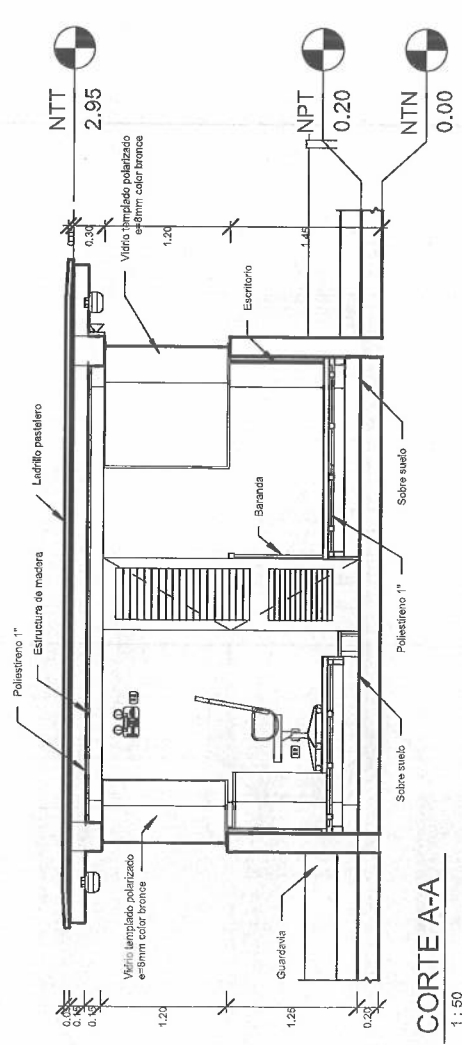 Poliestireno 1"
Estructura de madera
Ladrillo pastelero
NTT
2.95
0.05
0.15
0.15
1.20
1.25
0.20
0.30
1.20
1.45
Vidrio templado polarizado
e=8mm color bronce
Vidrio templado polarizado
e=8mm color bronce
Escritorio
Baranda
Guardavia
NPT
0.20
NTN
0.00
Sobre suelo
Poliestireno 1"
Sobre suelo
CORTE A-A
1 : 50